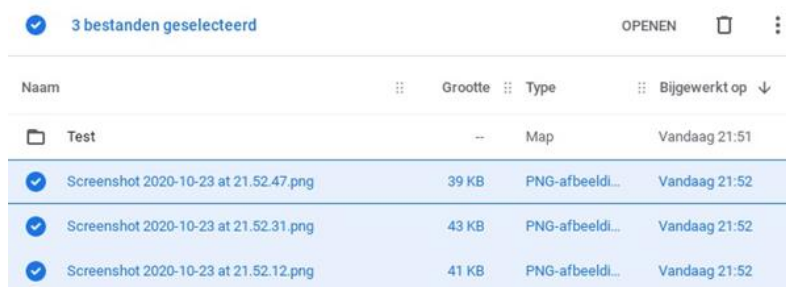 3 bestanden geselecteerd OPENEN
Naam Grootte Type Bijgewerkt op
Test -- Map Vandaag 21:51
Screenshot 2020-10-23 at 21.52.47.png 39 KB PNG-afbeeldi... Vandaag 21:52
Screenshot 2020-10-23 at 21.52.31.png 43 KB PNG-afbeeldi... Vandaag 21:52
Screenshot 2020-10-23 at 21.52.12.png 41 KB PNG-afbeeldi... Vandaag 21:52